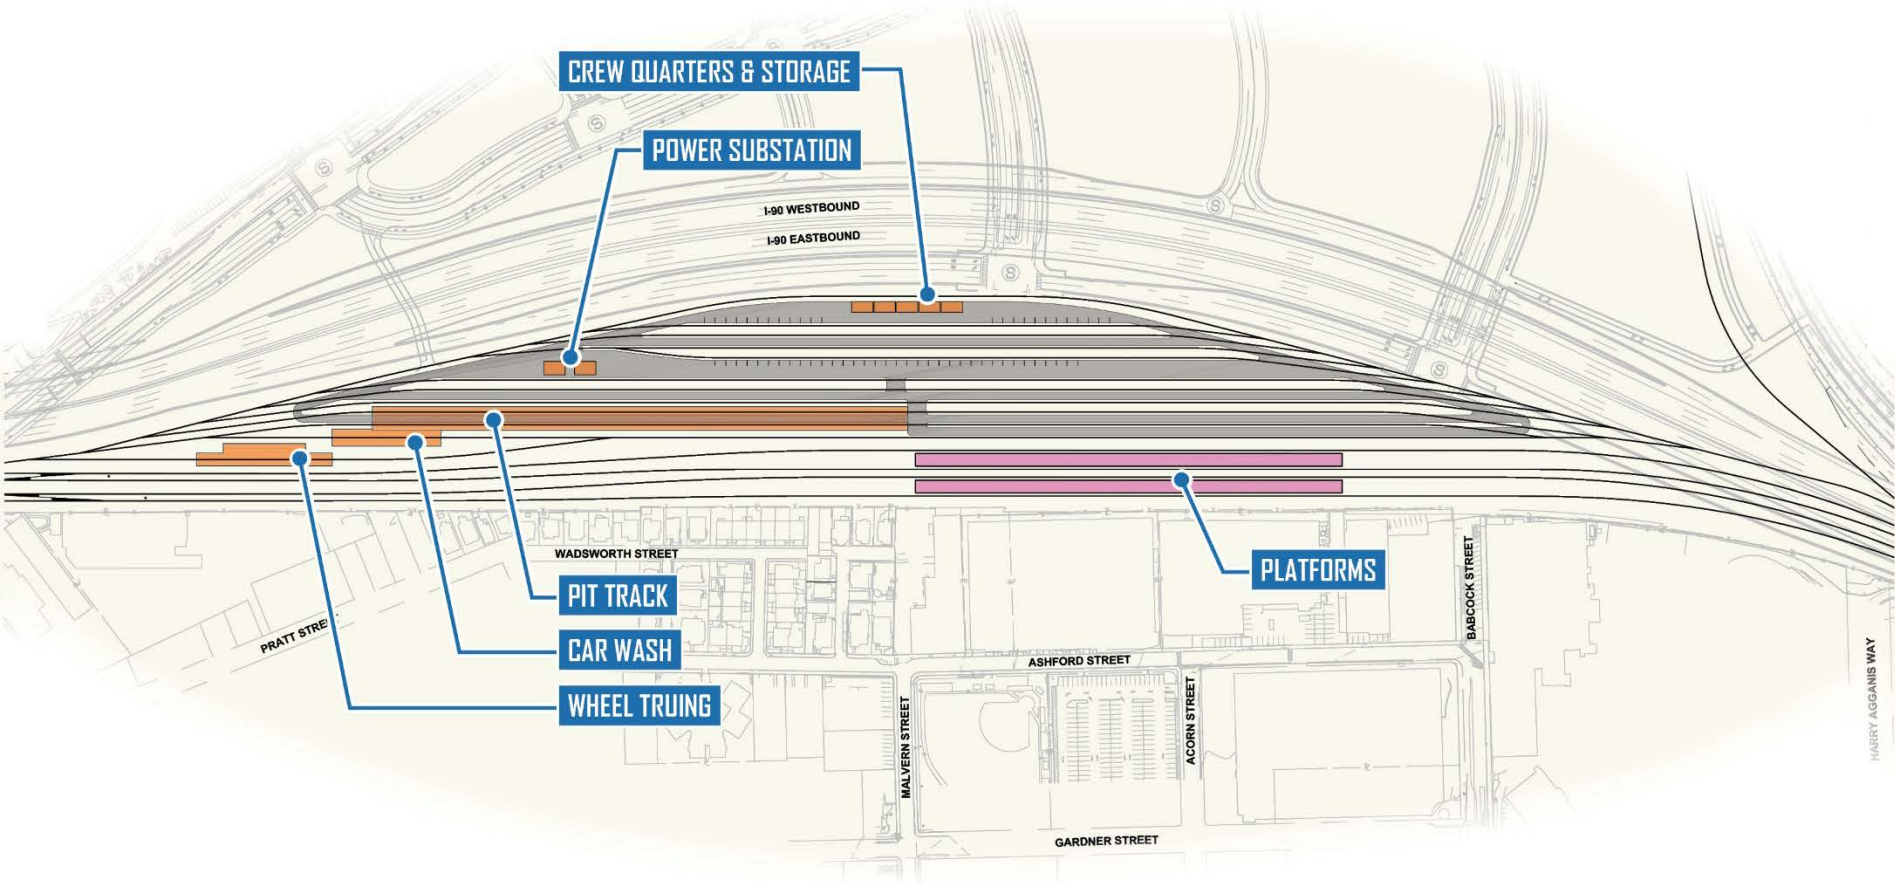 CREW QUARTERS & STORAGE
POWER SUBSTATION
S
S
S
S
S
S
I-90 WESTBOUND
I-90 EASTBOUND
WADSWORTH STREET
PIT TRACK
PLATFORMS
BABCOCK STREET
PRATT STRE
CAR WASH
ASHFORD STREET
WHEEL TRUING
MALVERN STREET
ACORN STREET
HARRY AGGANIS WAY
GARDNER STREET